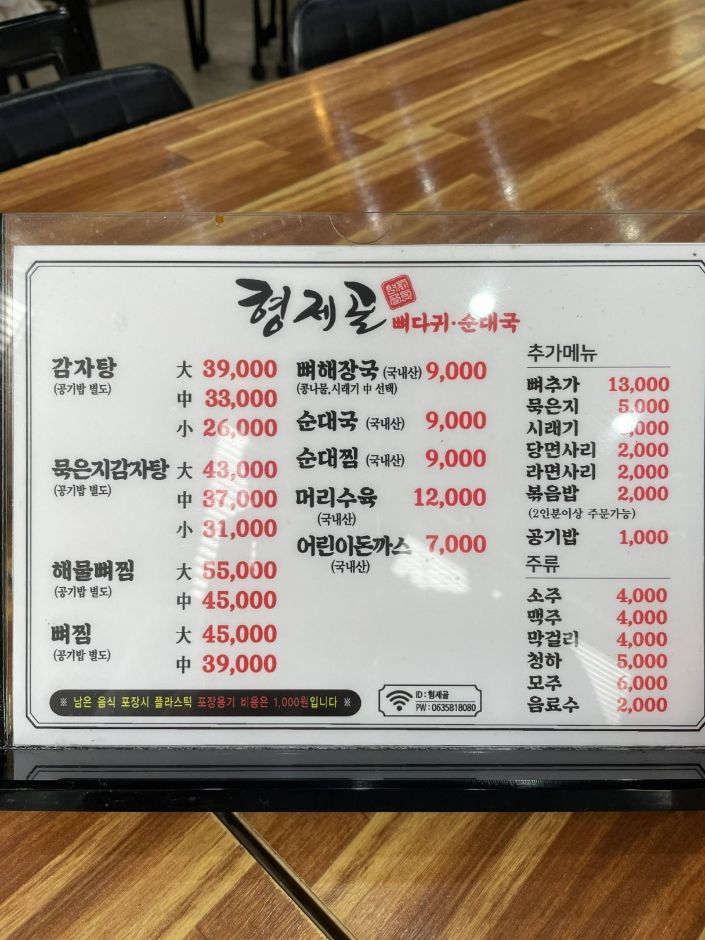 형제골
뼈다귀·순대국
감자탕 大 39,000
(공기밥 별도)
中 33,000
小 26,000
묵은지감자탕 大 43,000
(공기밥 별도)
中 37,000
小 31,000
해물뼈찜 大 55,000
(공기밥 별도)
中 45,000
뼈찜 大 45,000
(공기밥 별도)
中 39,000
뼈해장국 (국내산) 9,000
(콩나물,시래기 中 선택)
순대국 (국내산) 9,000
순대찜 (국내산) 9,000
머리수육 12,000
(국내산)
어린이돈까스 7,000
(국내산)
추가메뉴
뼈추가 13,000
묵은지 5,000
시래기
당면사리 2,000
라면사리 2,000
볶음밥 2,000
(2인분이상 주문가능)
공기밥 1,000
주류
소주 4,000
맥주 4,000
막걸리 4,000
청하 5,000
모주 6,000
음료수 2,000
※ 남은 음식 포장시 플라스틱 포장용기 비용은 1,000원입니다 ※
ID : 형제골
PW : 0635818080